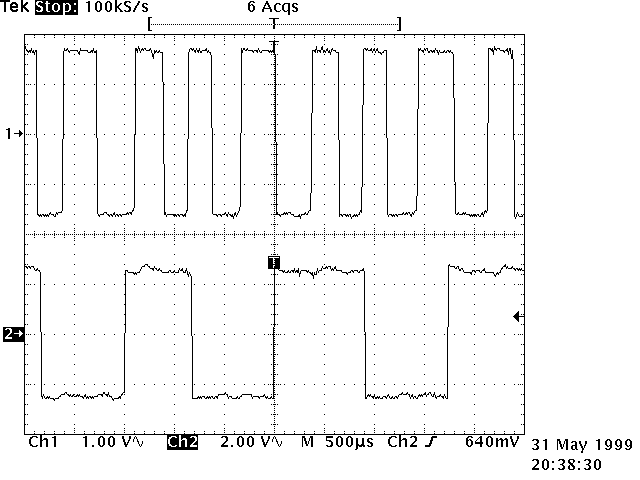 Tek Stop: 100kS/s 6 Acqs
T
1
T
2
Ch1 1.00 V Ch2 2.00 V M 500µs Ch2 640mV
31 May 1999
20:38:30